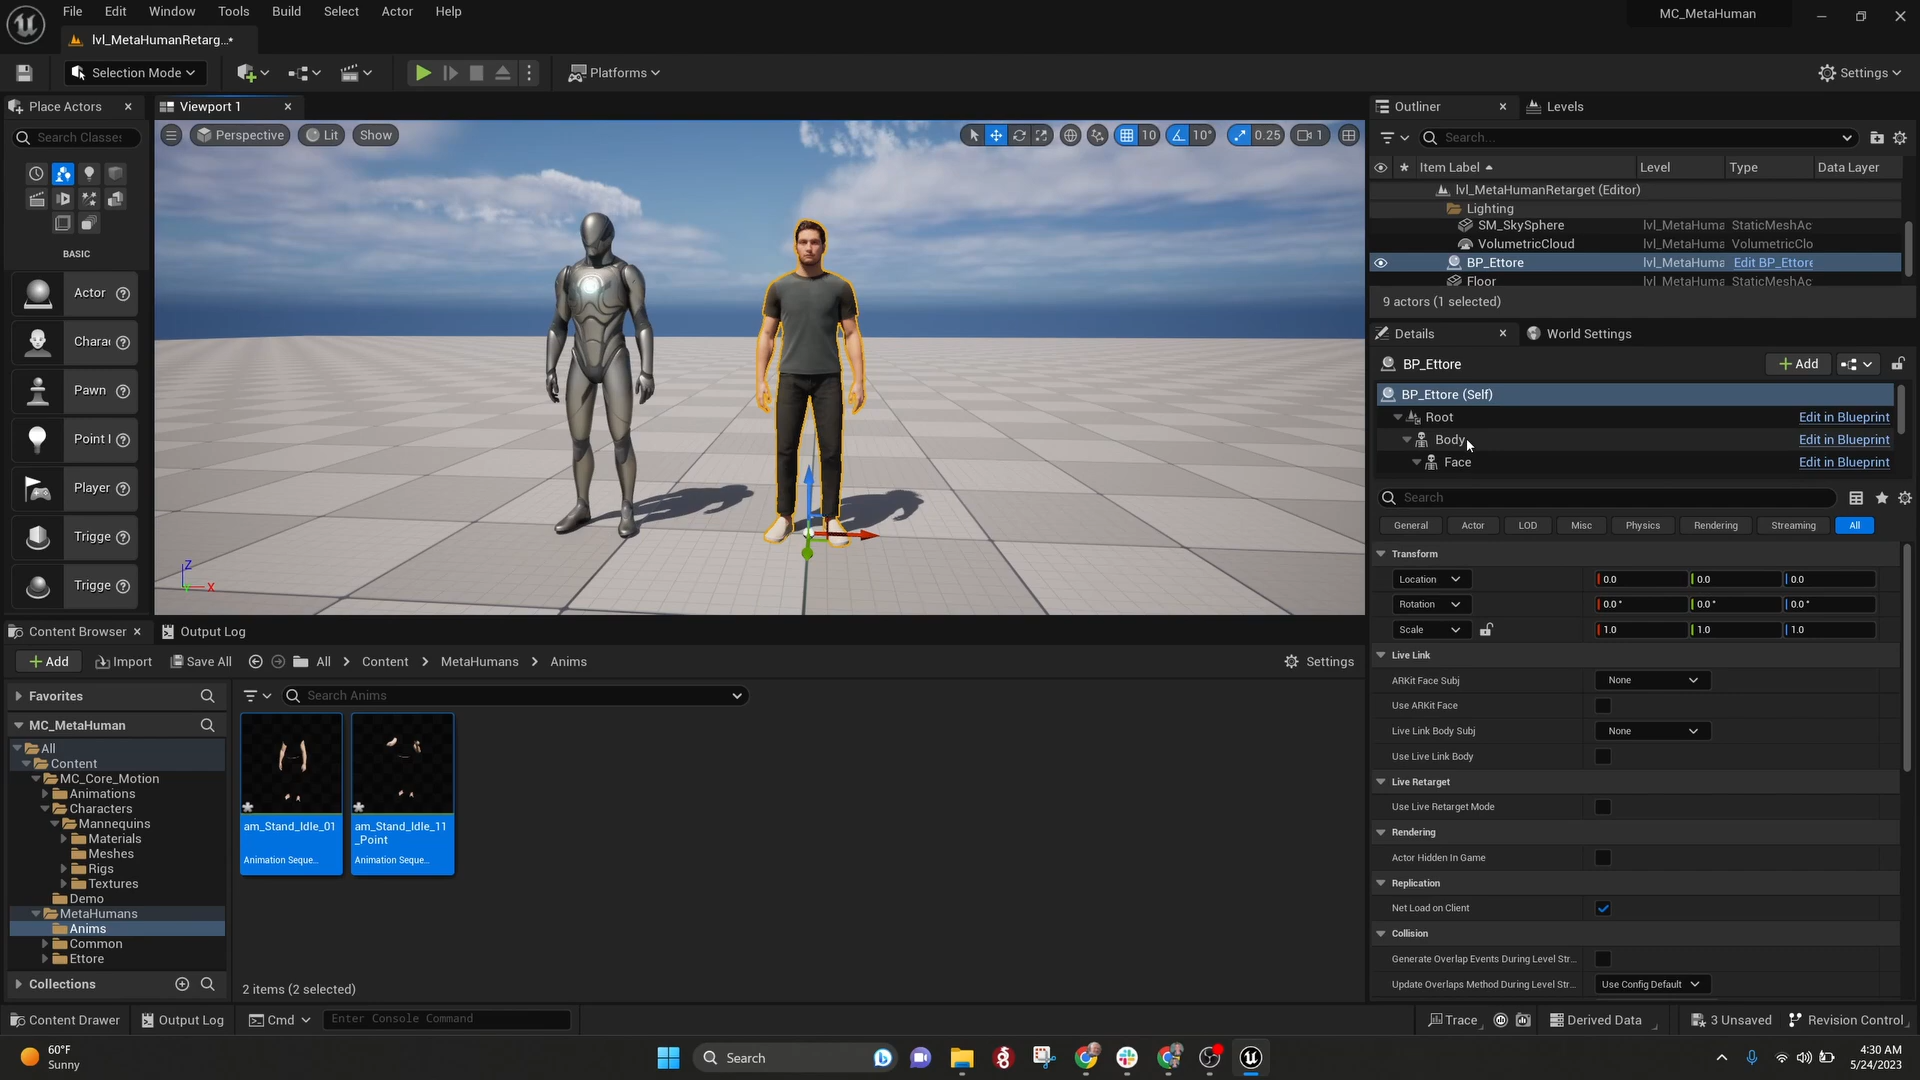 File Edit Window Tools Build Select Actor Help
MC_MetaHuman
lvl_MetaHumanRetarg...•
Selection Mode
Platforms
Settings
Place Actors
Viewport 1
Outliner
Levels
Search Classes
Perspective
Lit
Show
10
10°
0.25
1
Search...
Item Label
Level
Type
Data Layer
lvl_MetaHumanRetarget (Editor)
Lighting
SM_SkySphere lvl_MetaHuma StaticMeshAc
VolumetricCloud lvl_MetaHuma VolumetricClo
BP_Ettore lvl_MetaHuma Edit BP_Ettore
Floor lvl_MetaHuma StaticMeshAc
9 actors (1 selected)
BASIC
Actor
Chara
Pawn
Point l
Player
Trigge
Trigge
Z
X
Details
World Settings
BP_Ettore
Add
BP_Ettore (Self)
Root Edit in Blueprint
Body Edit in Blueprint
Face Edit in Blueprint
Search
General Actor LOD Misc Physics Rendering Streaming All
Transform
Location 0.0 0.0 0.0
Rotation 0.0 ° 0.0 ° 0.0 °
Scale 1.0 1.0 1.0
Live Link
ARKit Face Subj None
Use ARKit Face
Live Link Body Subj None
Use Live Link Body
Live Retarget
Use Live Retarget Mode
Rendering
Actor Hidden In Game
Replication
Net Load on Client
Collision
Generate Overlap Events During Level Str...
Update Overlaps Method During Level Str... Use Config Default
Content Browser
Output Log
Add
Import
Save All
All > Content > MetaHumans > Anims
Settings
Favorites
Search Anims
MC_MetaHuman
All
Content
MC_Core_Motion
Animations
Characters
Mannequins
Materials
Meshes
Rigs
Textures
Demo
MetaHumans
Anims
Common
Ettore
Collections
am_Stand_Idle_01
Animation Seque...
am_Stand_Idle_11
_Point
Animation Seque...
2 items (2 selected)
Content Drawer
Output Log
Cmd
Enter Console Command
Trace
Derived Data
3 Unsaved
Revision Control
60°F
Sunny
Search
4:30 AM
5/24/2023